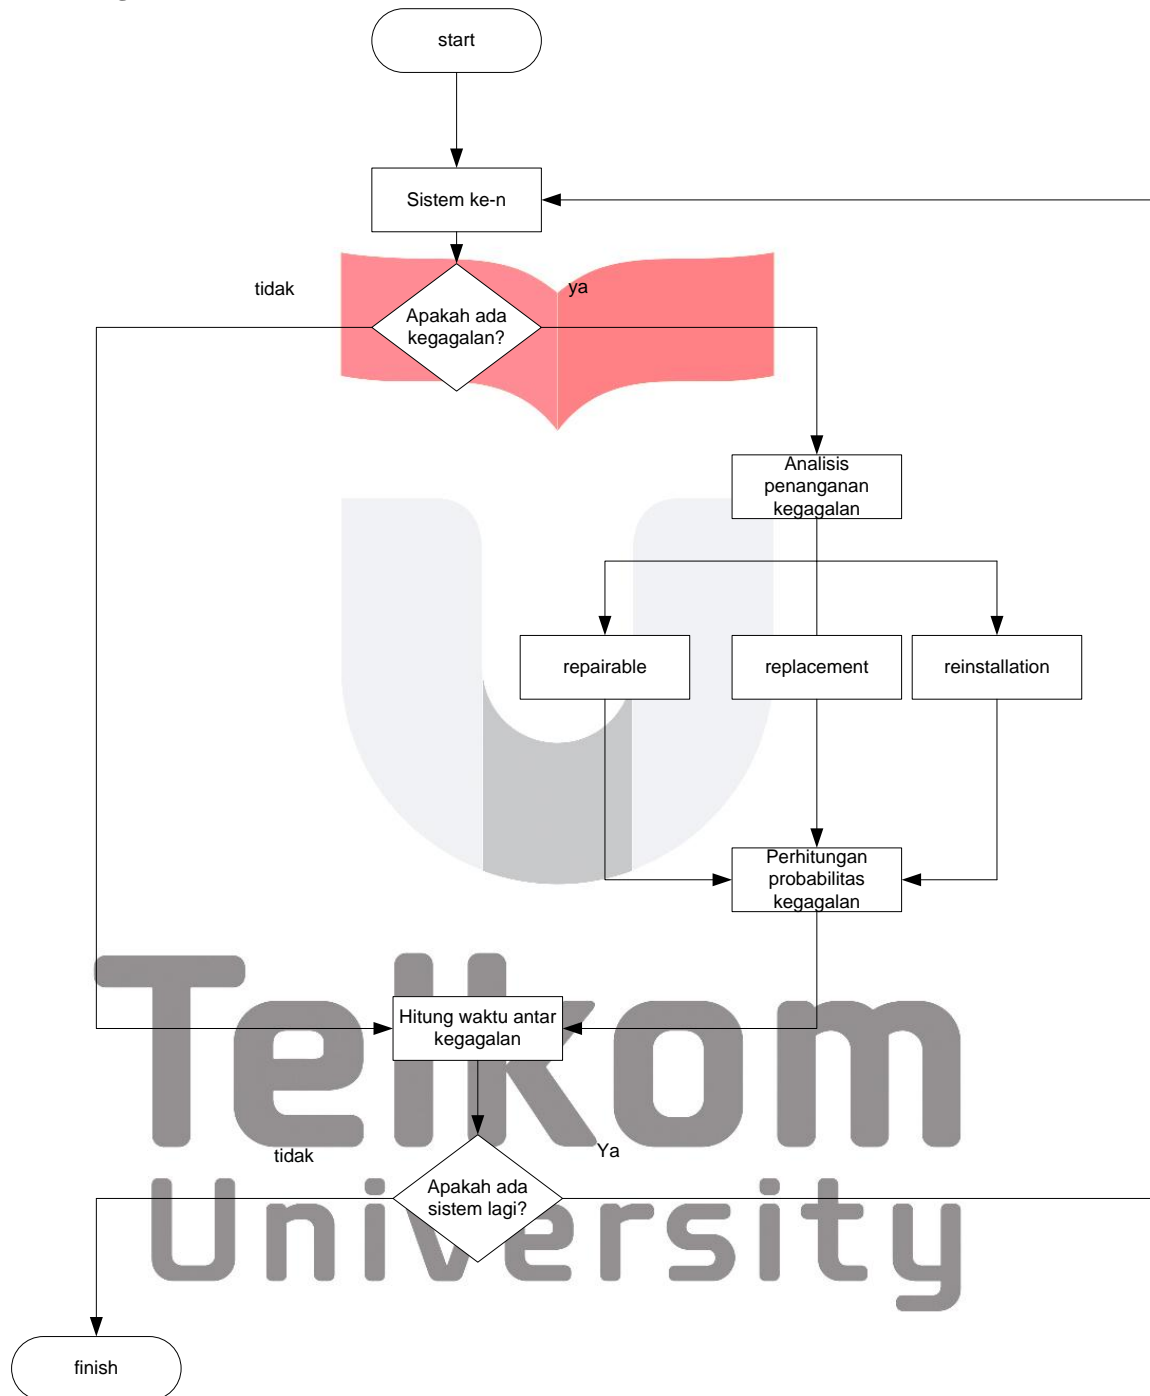 start
Sistem ke-n
tidak
ya
Apakah ada
kegagalan?
Analisis
penanganan
kegagalan
repairable
replacement
reinstallation
Perhitungan
probabilitas
kegagalan
Hitung waktu antar
kegagalan
Telkom
tidak
Ya
Apakah ada
sistem lagi?
University
finish